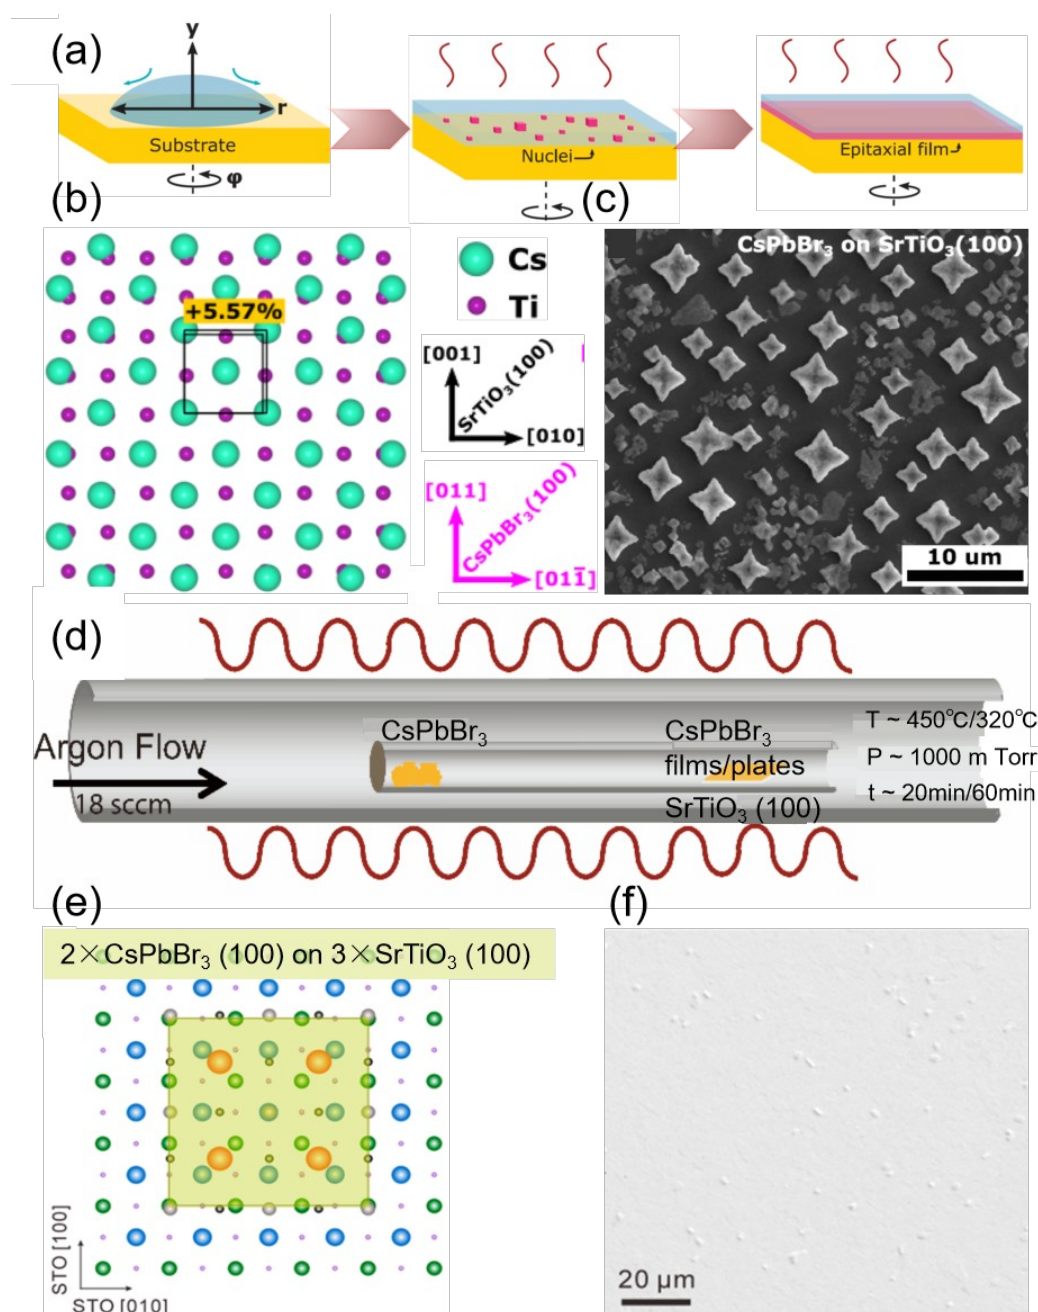 (a)
y
r
Substrate
φ
Nuclei
Epitaxial film
(b)
(c)
Cs
Ti
+5.57%
[001]
SrTiO₃(100)
[010]
[011]
CsPbBr₃(100)
[011̅]
CsPbBr₃ on SrTiO₃(100)
10 um
(d)
Argon Flow
18 sccm
CsPbBr₃
CsPbBr₃
films/plates
SrTiO₃ (100)
T ~ 450°C/320°C
P ~ 1000 m Torr
t ~ 20min/60min
(e)
(f)
2×CsPbBr₃ (100) on 3×SrTiO₃ (100)
STO [100]
STO [010]
20 μm